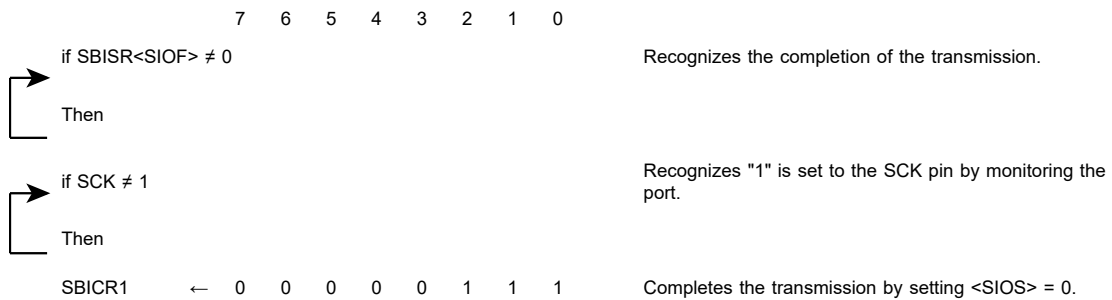 7 6 5 4 3 2 1 0
if SBISR<SIOF> ≠ 0 Recognizes the completion of the transmission.
Then
if SCK ≠ 1 Recognizes "1" is set to the SCK pin by monitoring the
port.
Then
SBICR1 ← 0 0 0 0 0 1 1 1 Completes the transmission by setting <SIOS> = 0.